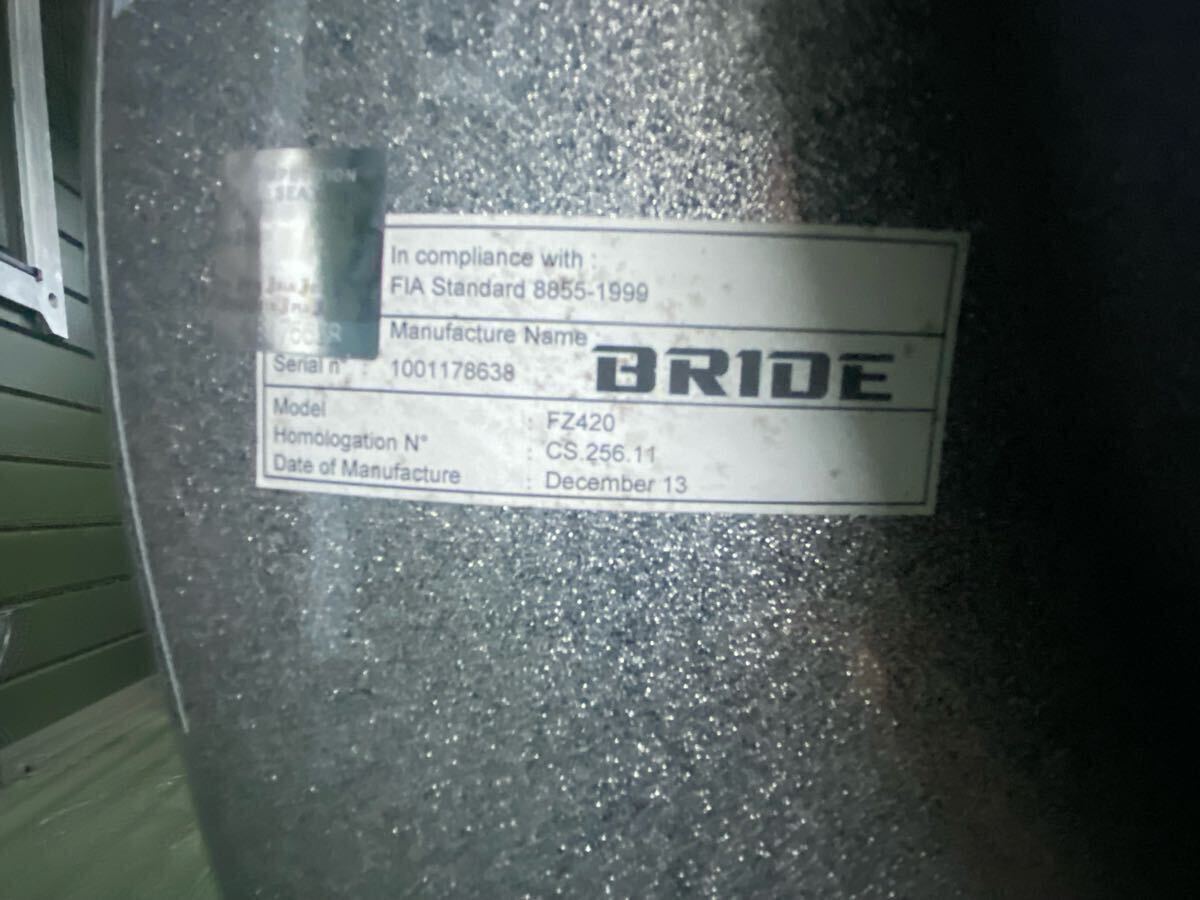 In compliance with :
FIA Standard 8855-1999
Manufacture Name
BRIDE
Serial n° : 1001178638
Model : FZ420
Homologation N° : CS.256.11
Date of Manufacture : December 13